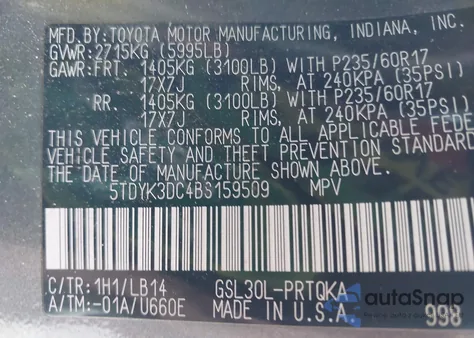 MFD.BY:TOYOTA MOTOR MANUFACTURING, INDIANA, INC.
GVWR:2715KG (5995LB)
GAWR:FRT. 1405KG (3100LB) WITH P235/60R17
17X7J RIMS, AT 240KPA (35PSI)
RR. 1405KG (3100LB) WITH P235/60R17
17X7J RIMS, AT 240KPA (35PSI)
THIS VEHICLE CONFORMS TO ALL APPLICABLE FEDE
VEHICLE SAFETY AND THEFT PREVENTION STANDARD
THE DATE OF MANUFACTURE SHOWN ABOVE.
5TDYK3DC4BS159509 MPV
C/TR:1H1/LB14 GSL30L-PRTQKA
A/TM:-01A/U660E MADE IN U.S.A. 998
autoSnap